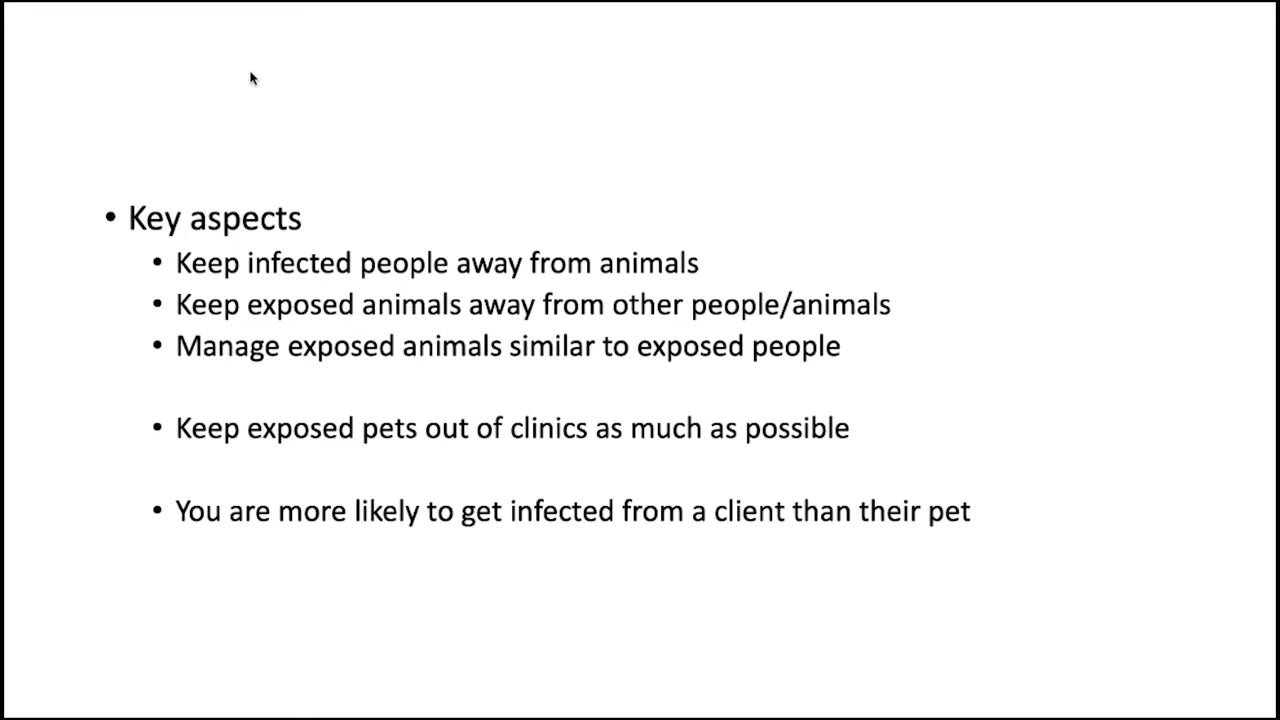 • Key aspects
• Keep infected people away from animals
• Keep exposed animals away from other people/animals
• Manage exposed animals similar to exposed people
• Keep exposed pets out of clinics as much as possible
• You are more likely to get infected from a client than their pet